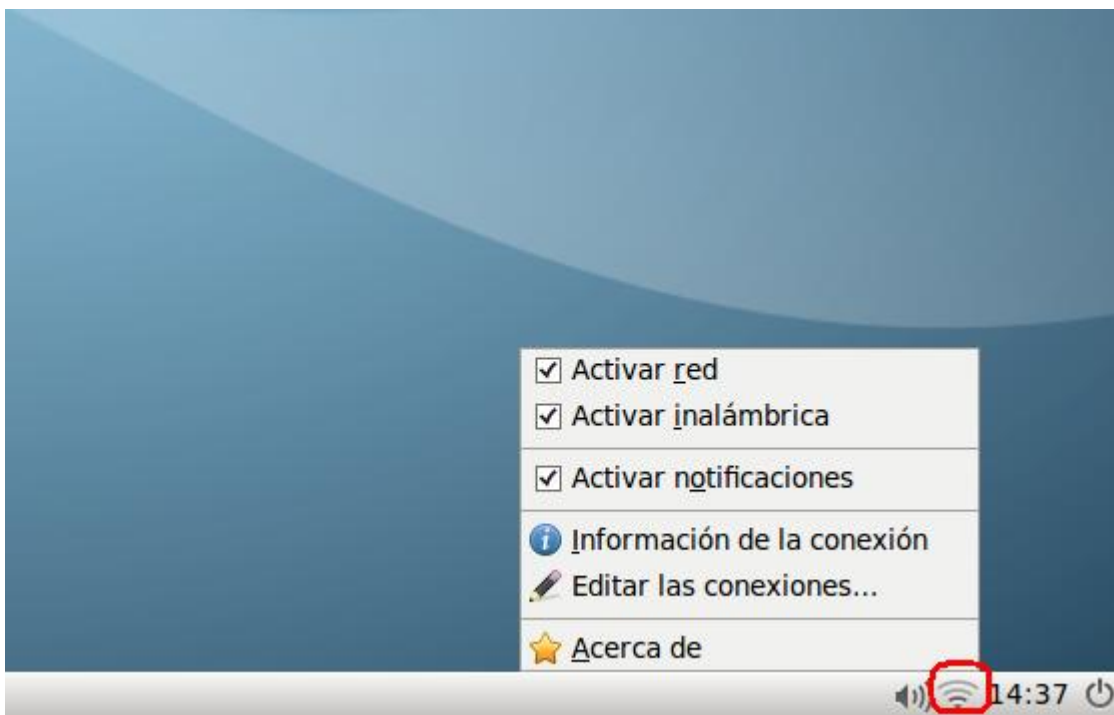 Activar red
Activar inalámbrica
Activar notificaciones
Información de la conexión
Editar las conexiones...
Acerca de
14:37